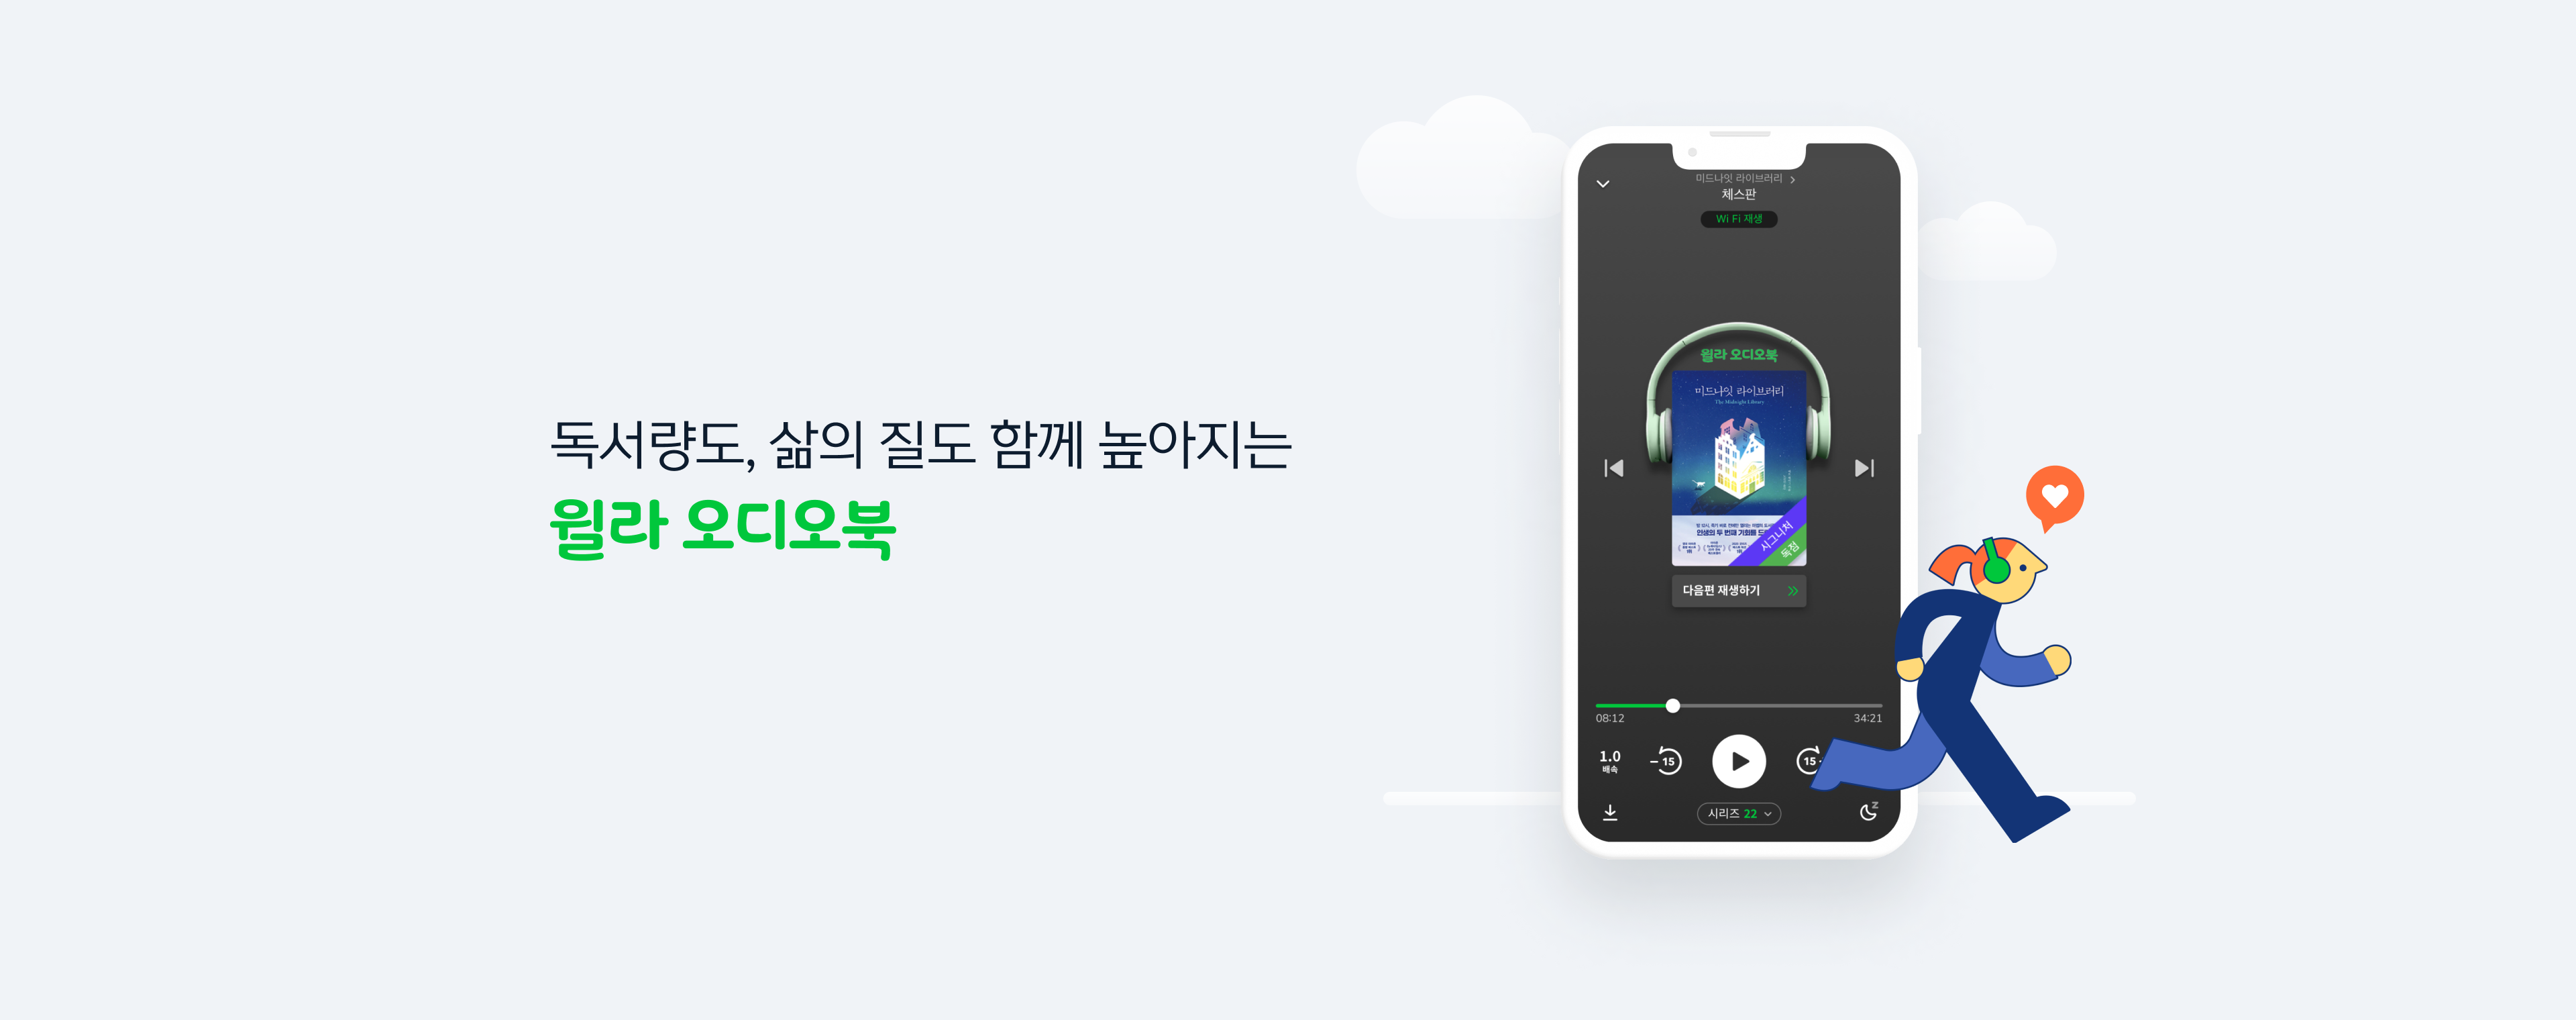 독서량도, 삶의 질도 함께 높아지는
윌라 오디오북
미드나잇 라이브러리
체스판
Wi Fi 재생
윌라 오디오북
미드나잇 라이브러리
The Midnight Library
인생의 두 번째 기회를
시그니처
독점
다음편 재생하기
08:12
34:21
1.0
배속
- 15
15
시리즈 22
z